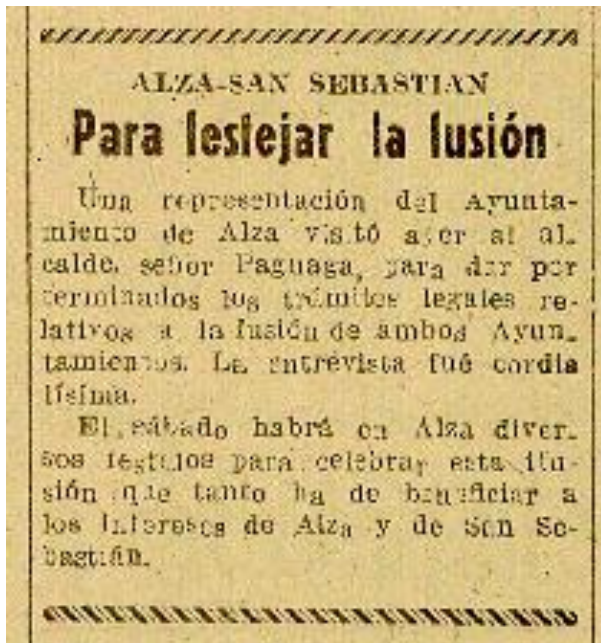 ALZA-SAN SEBASTIAN
Para festejar la fusión
Una representación del Ayunta-
miento de Alza visitó ayer al al-
calde, señor Paguaga, para dar por
terminados los trámites legales re-
lativos a la fusión de ambos Ayun-
tamientos. La entrevista fué cordia
lísima.
El sábado habrá en Alza diver-
sos festejos para celebrar esta fu-
sión que tanto ha de beneficiar a
los intereses de Alza y de San Se-
bastián.